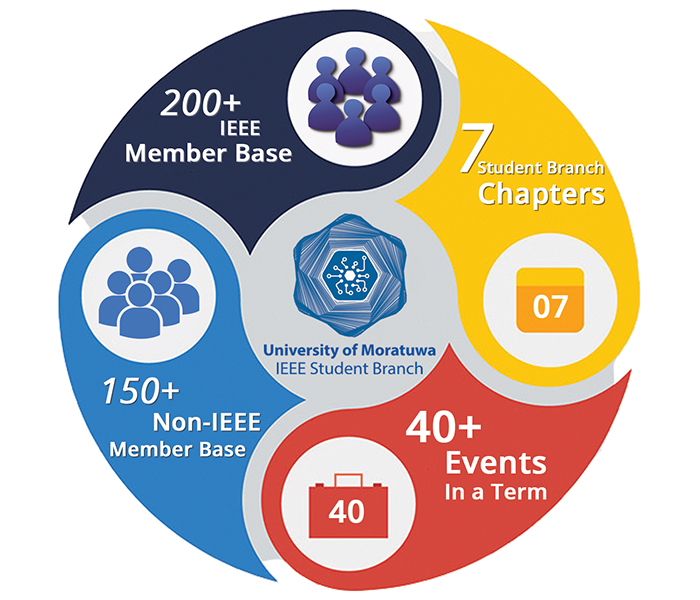 200+
IEEE
Member Base
7
Student Branch
Chapters
07
University of Moratuwa
IEEE Student Branch
150+
Non-IEEE
Member Base
40+
Events
In a Term
40